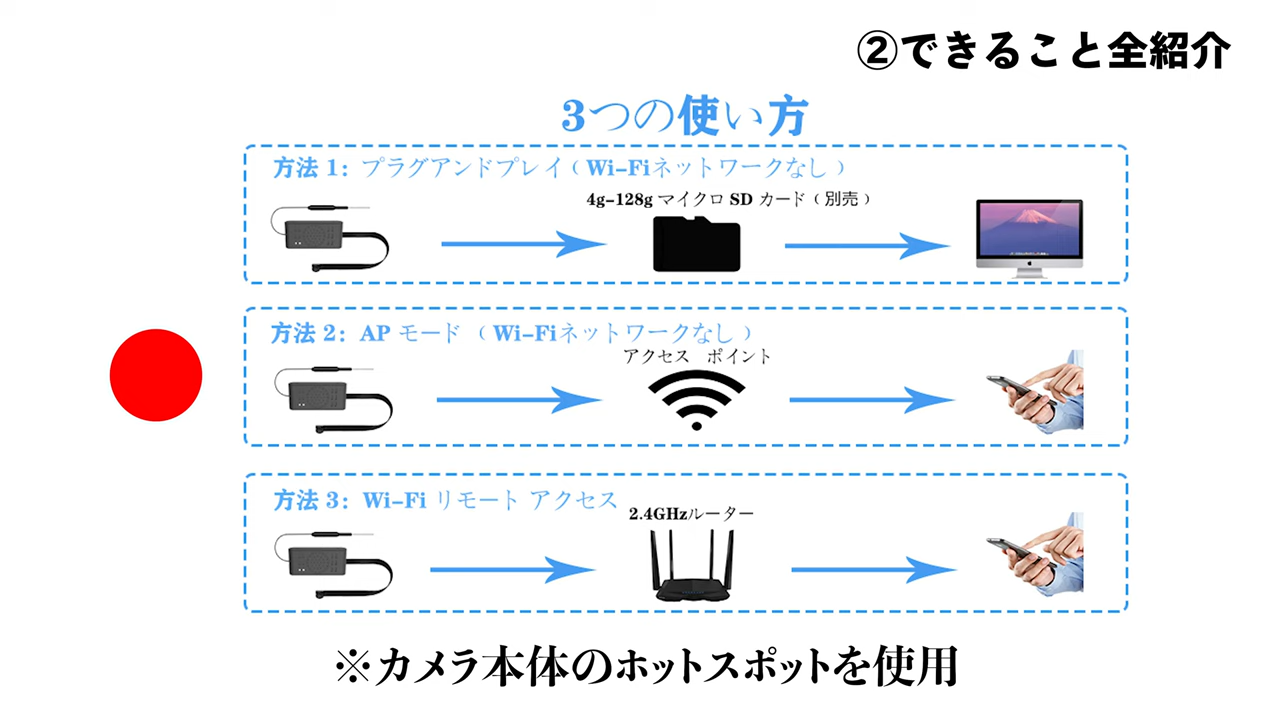 ②できること全紹介
3つの使い方
方法 1: プラグアンドプレイ（Wi-Fiネットワークなし）
4g-128g マイクロ SD カード（別売）
方法 2: AP モード （Wi-Fiネットワークなし）
アクセス ポイント
方法 3: Wi-Fi リモート アクセス
2.4GHzルーター
※カメラ本体のホットスポットを使用